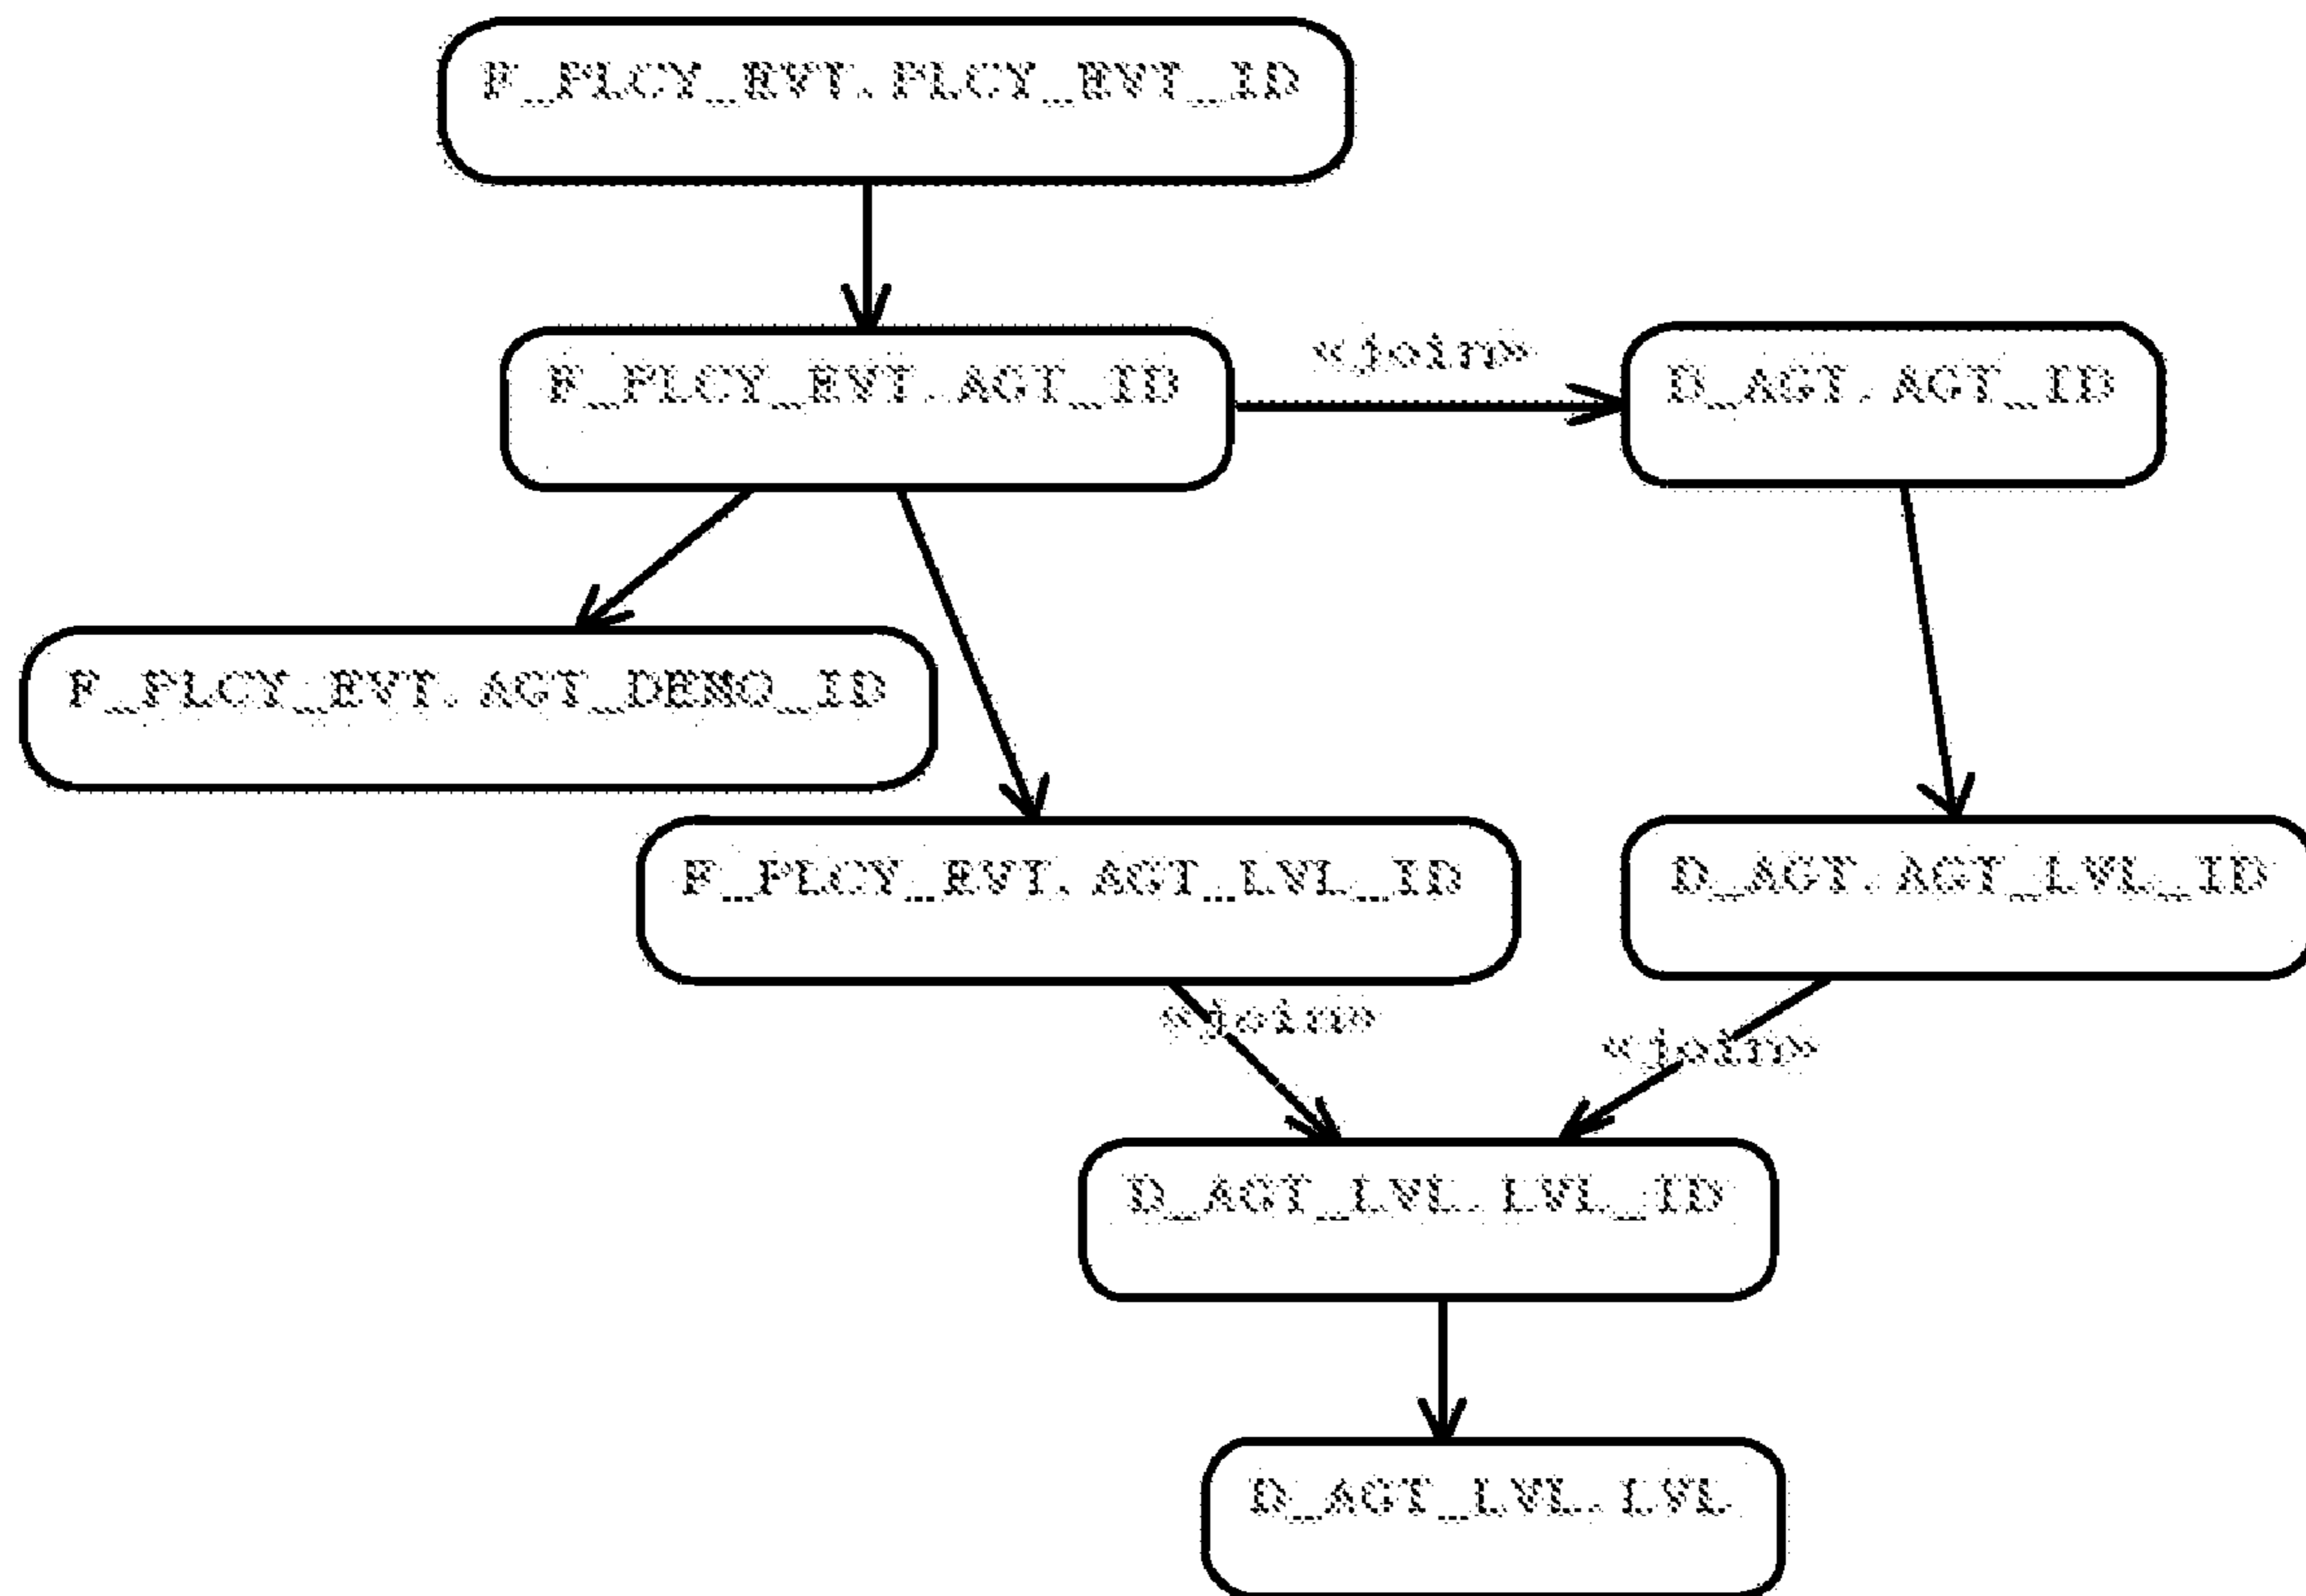 F_PLCY_EVT.PLCY_EVT_ID
F_PLCY_EVT.AGT_ID
«join»
D_AGT.AGT_ID
F_PLCY_EVT.AGT_DEMO_ID
F_PLCY_EVT.AGT_LVL_ID
D_AGT.AGT_LVL_ID
«join»
«join»
D_AGT_LVL.LVL_ID
D_AGT_LVL.LVL